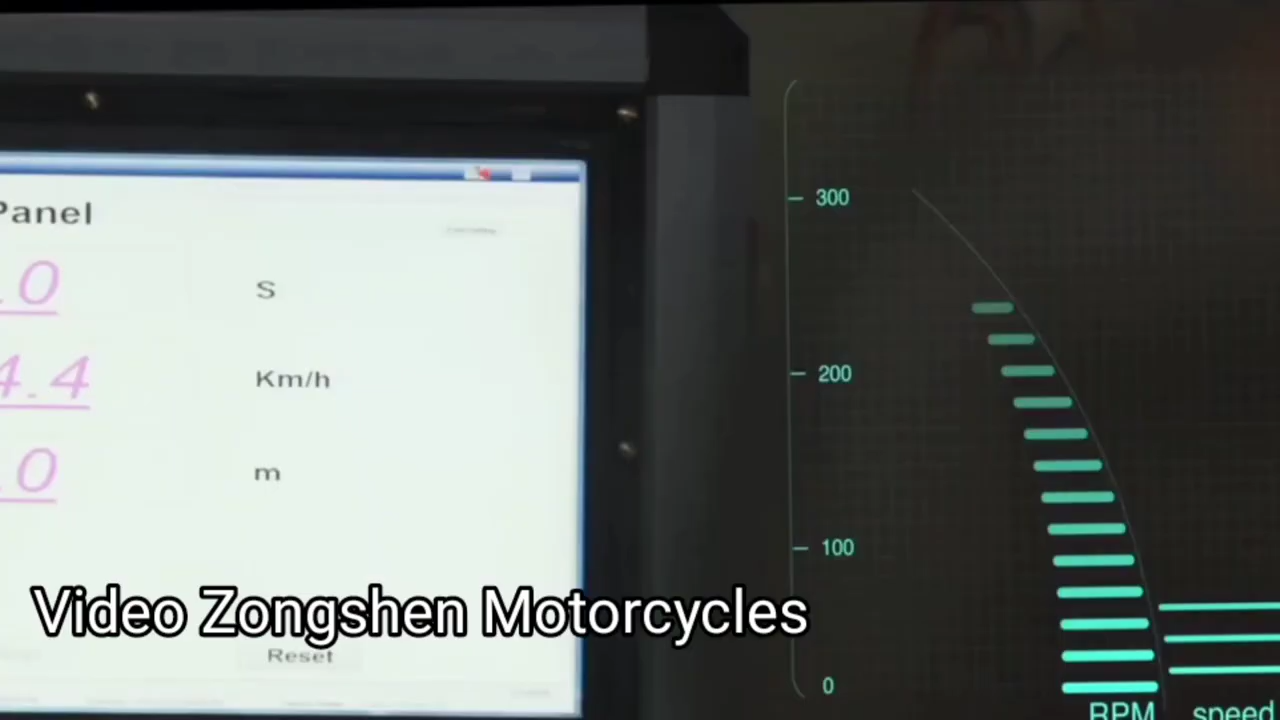 Panel
.0 S
4.4 Km/h
.0 m
Reset
300
200
100
0
RPM speed
Video Zongshen Motorcycles